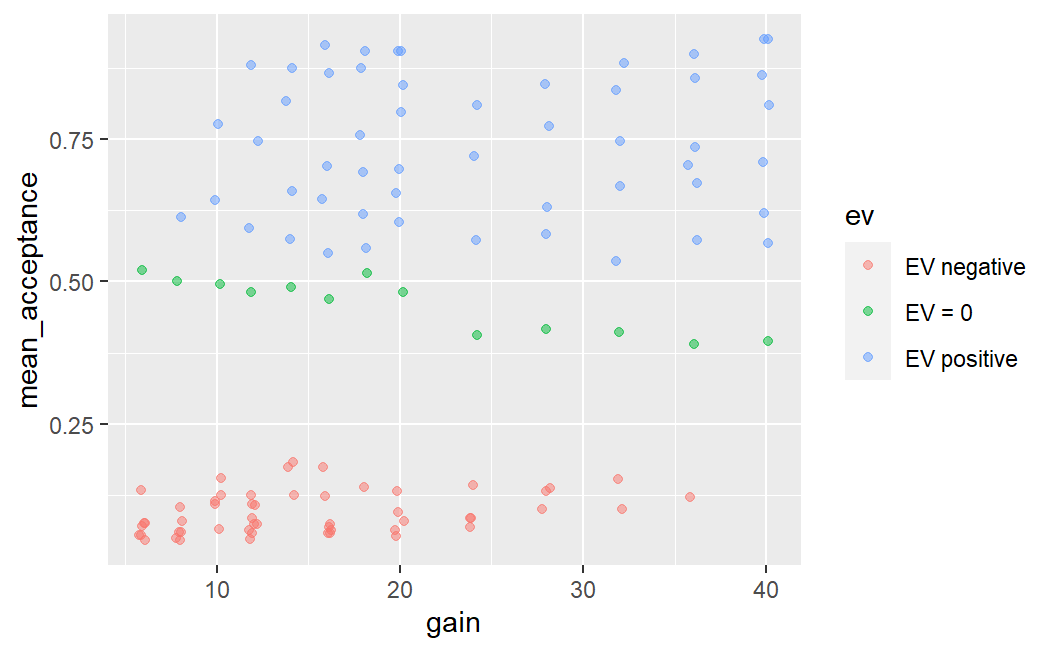 mean_acceptance
0.75
0.50
0.25
10 20 30 40
gain
ev
EV negative
EV = 0
EV positive